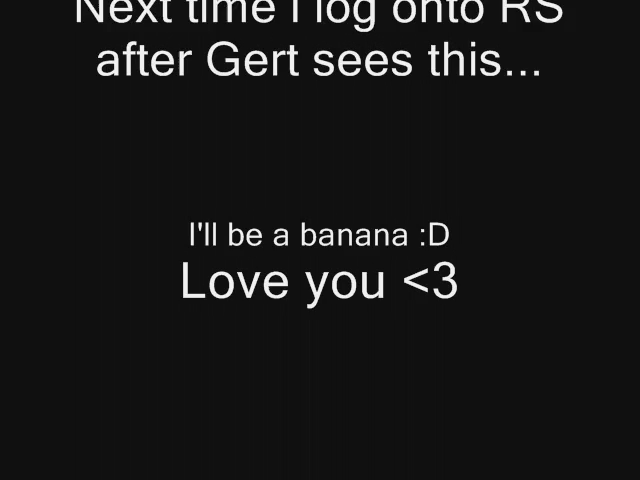 Next time I log onto RS
after Gert sees this...
I'll be a banana :D
Love you <3